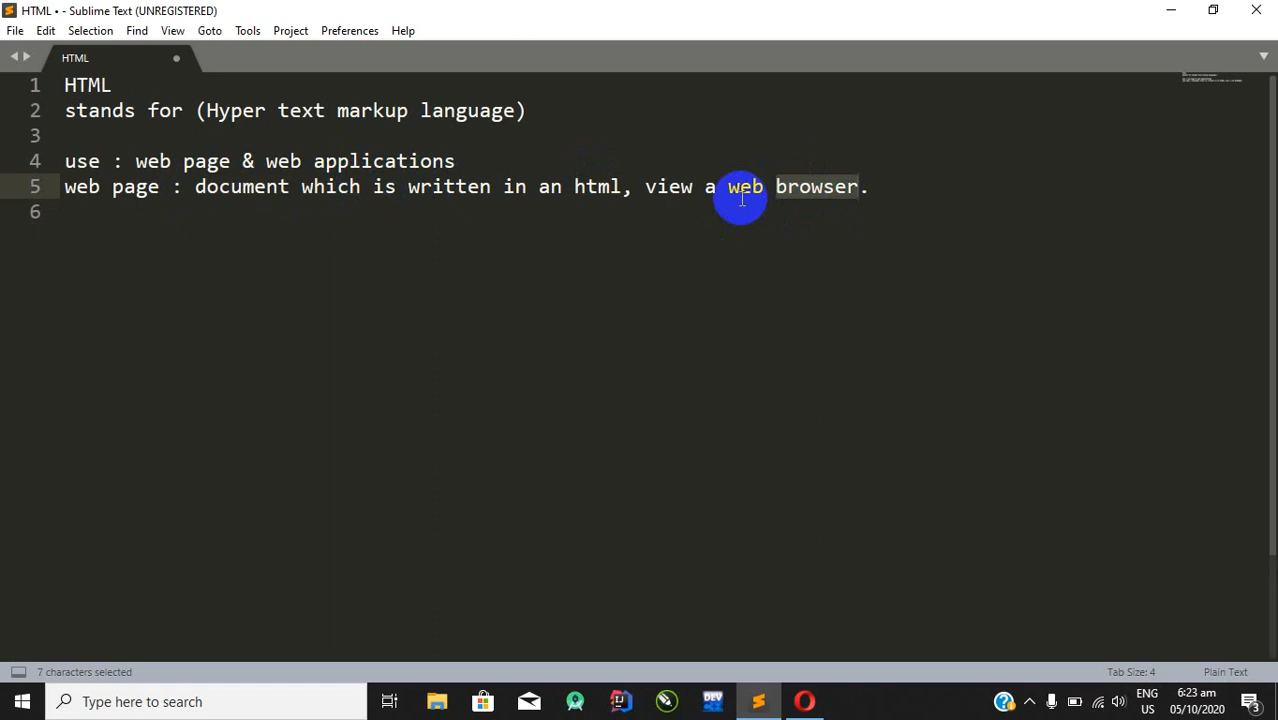 HTML • - Sublime Text (UNREGISTERED)
File Edit Selection Find View Goto Tools Project Preferences Help
HTML
1 HTML
2 stands for (Hyper text markup language)
3
4 use : web page & web applications
5 web page : document which is written in an html, view a web browser.
6
7 characters selected
Tab Size: 4
Plain Text
Type here to search
DEV
ENG
US
6:23 am
05/10/2020
3